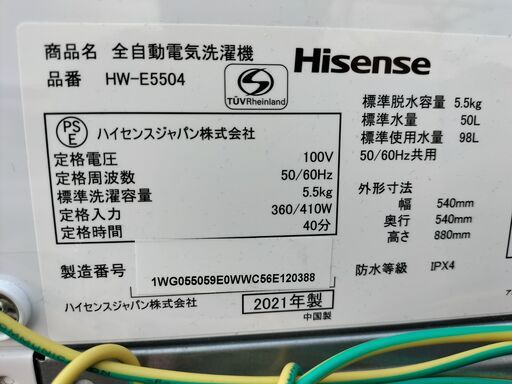 商品名 全自動電気洗濯機
品番 HW-E5504
TÜVRheinland
Hisense
PS
E
ハイセンスジャパン株式会社
定格電圧 100V
定格周波数 50/60Hz
標準洗濯容量 5.5kg
定格入力 360/410W
定格時間 40分
標準脱水容量 5.5kg
標準水量 50L
標準使用水量 98L
50/60Hz共用
外形寸法
幅 540mm
奥行 540mm
高さ 880mm
防水等級 IPX4
製造番号
1WG055059E0WWC56E120388
ハイセンスジャパン株式会社
2021年製
中国製